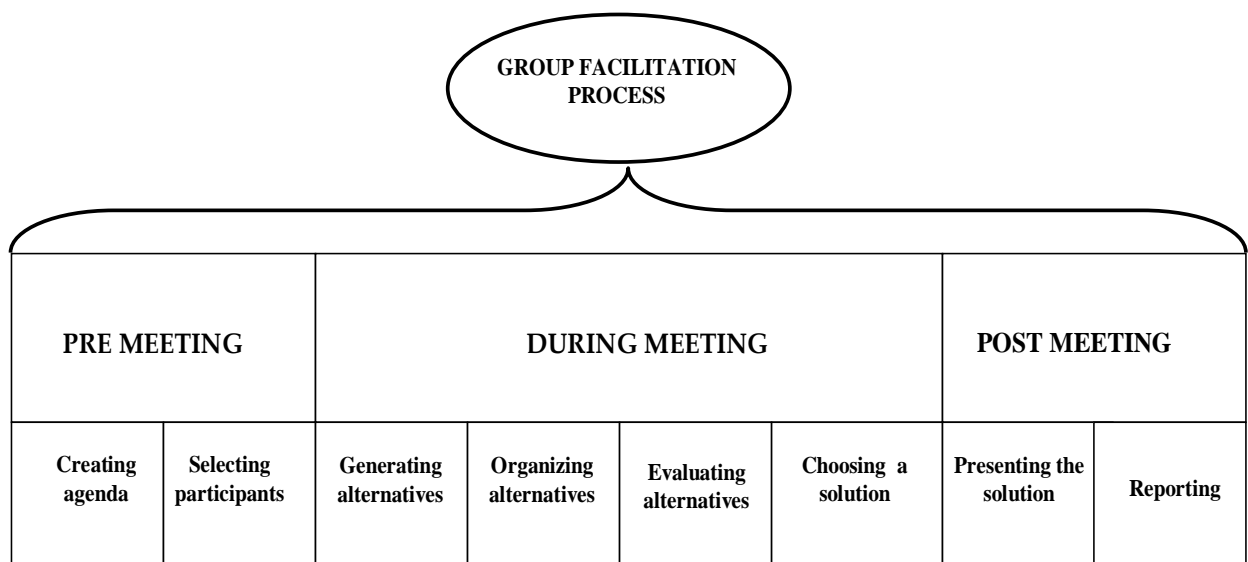 GROUP FACILITATION
PROCESS
PRE MEETING
DURING MEETING
POST MEETING
Creating
agenda
Selecting
participants
Generating
alternatives
Organizing
alternatives
Evaluating
alternatives
Choosing a
solution
Presenting the
solution
Reporting